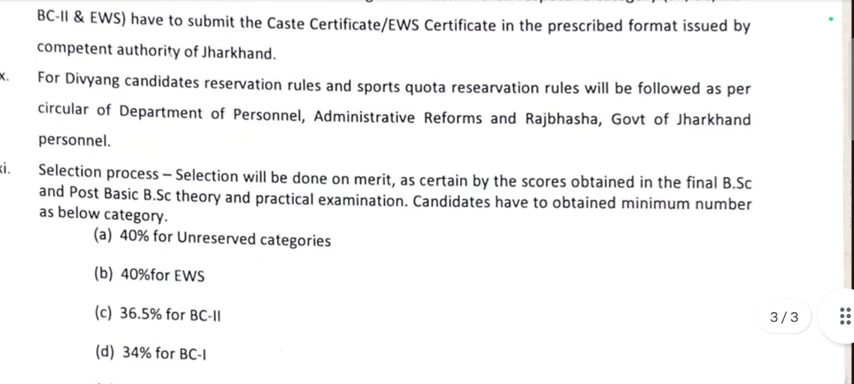 BC-II & EWS) have to submit the Caste Certificate/EWS Certificate in the prescribed format issued by
competent authority of Jharkhand.
x. For Divyang candidates reservation rules and sports quota researvation rules will be followed as per
circular of Department of Personnel, Administrative Reforms and Rajbhasha, Govt of Jharkhand
personnel.
xi. Selection process – Selection will be done on merit, as certain by the scores obtained in the final B.Sc
and Post Basic B.Sc theory and practical examination. Candidates have to obtained minimum number
as below category.
(a) 40% for Unreserved categories
(b) 40%for EWS
(c) 36.5% for BC-II
3/3
(d) 34% for BC-I